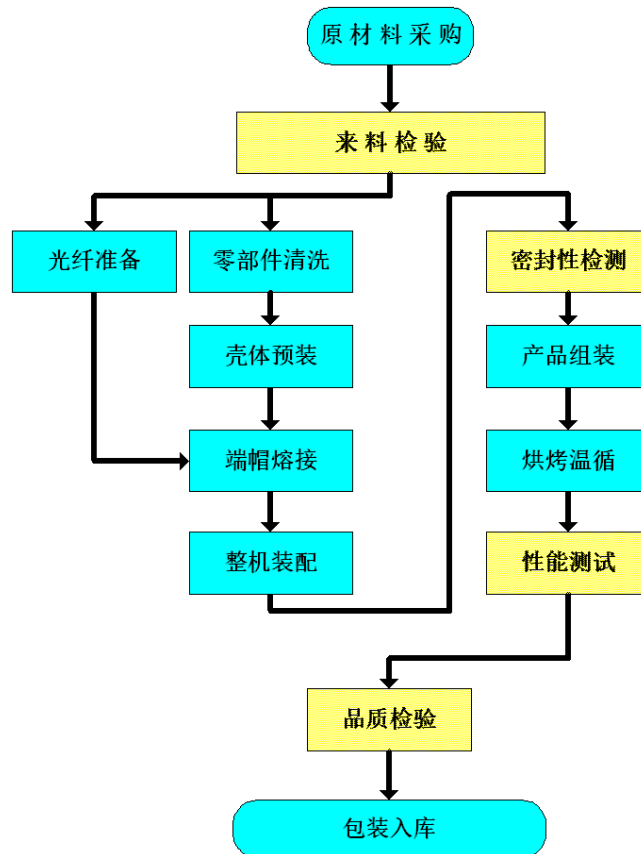 原材料采购
来料检验
光纤准备
零部件清洗
壳体预装
端帽熔接
整机装配
密封性检测
产品组装
烘烤温循
性能测试
品质检验
包装入库